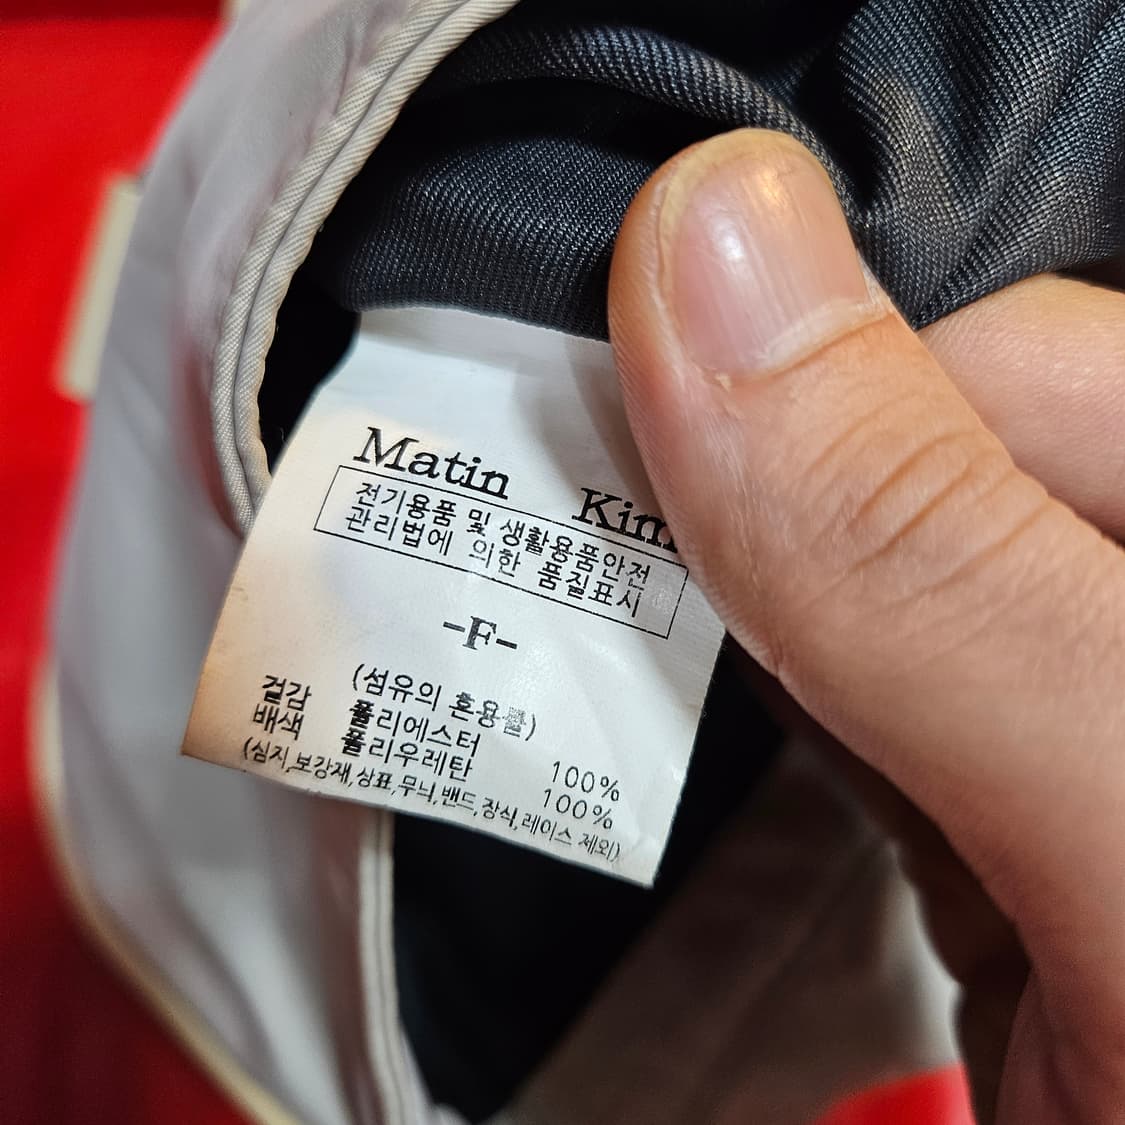 Matin Kim
전기용품 및 생활용품안전
관리법에 의한 품질표시
-F-
(섬유의 혼용률)
겉감 폴리에스터 100%
배색 폴리우레탄 100%
(심지,보강재,상표,무늬,밴드,장식,레이스 제외)